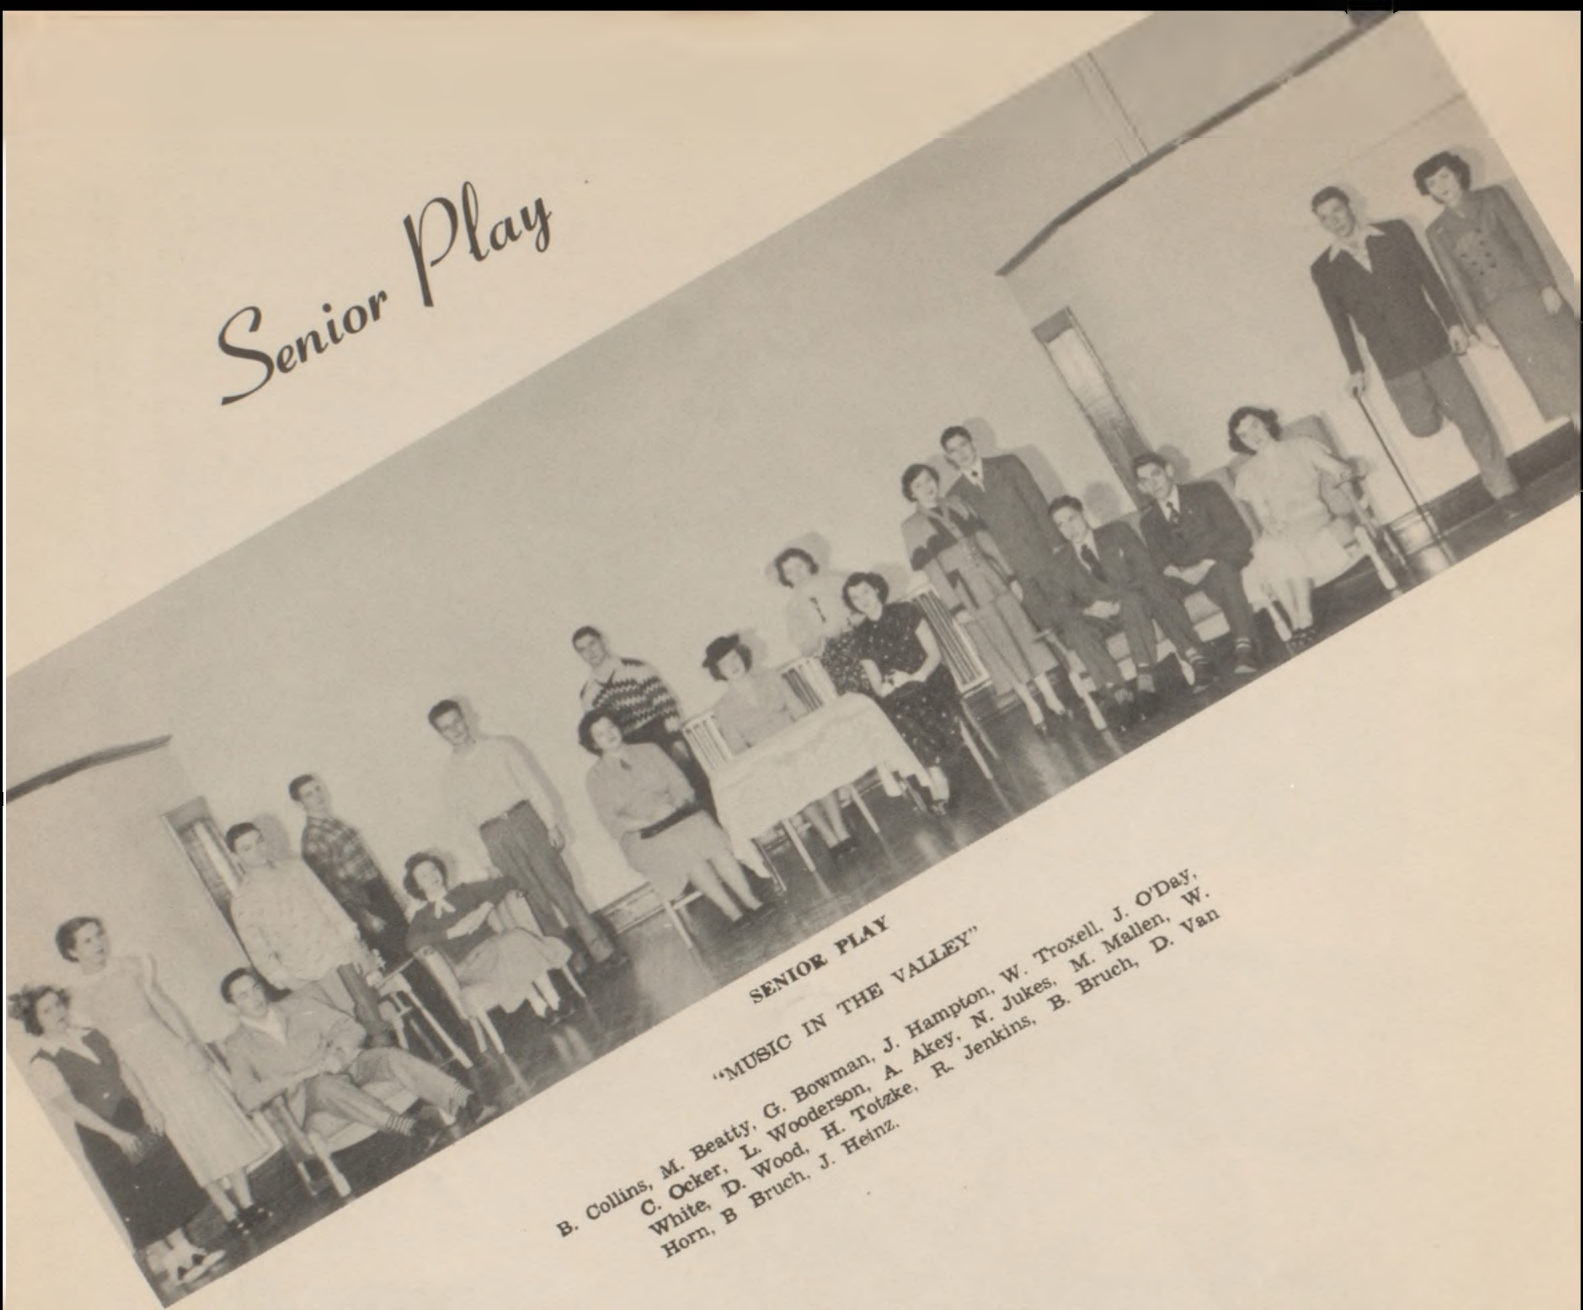 Senior Play
SENIOR PLAY
“MUSIC IN THE VALLEY”
B. Collins, M. Beatty, G. Bowman, J. Hampton, W. Troxell, J. O'Day,
C. Ocker, L. Wooderson, A. Akey, N. Jukes, M. Mallen, W.
White, D. Wood, H. Totzke, R. Jenkins, B. Bruch, D. Van
Horn, B Bruch, J. Heinz.